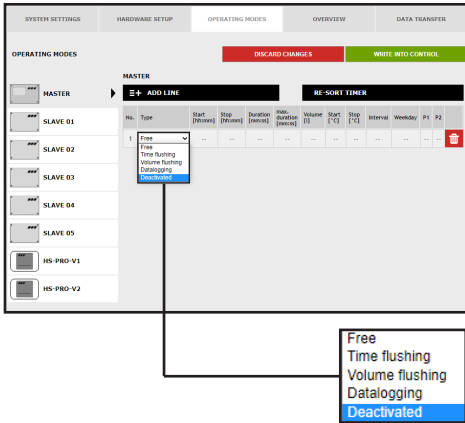 SYSTEM SETTINGS HARDWARE SETUP OPERATING MODES OVERVIEW DATA TRANSFER
OPERATING MODES DISCARD CHANGES WRITE INTO CONTROL
MASTER
MASTER ADD LINE RE-SORT TIMER
No. Type Start [hh:mm] Stop [hh:mm] Duration [mm:ss] max. duration [mm:ss] Volume [l] Start [°C] Stop [°C] Interval Weekday P1 P2
1 Free -- -- -- -- -- -- -- -- -- -- --
Free
Time flushing
Volume flushing
Datalogging
Deactivated
SLAVE 01
SLAVE 02
SLAVE 03
SLAVE 04
SLAVE 05
HS-PRO-V1
HS-PRO-V2
Free
Time flushing
Volume flushing
Datalogging
Deactivated